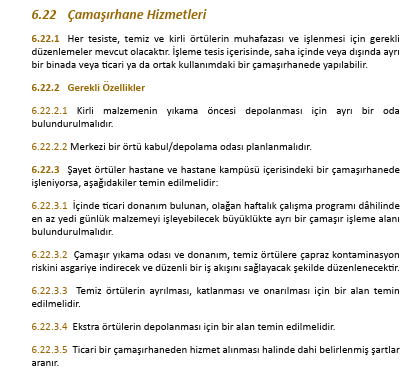 6.22 Çamaşırhane Hizmetleri
6.22.1 Her tesiste, temiz ve kirli örtülerin muhafazası ve işlenmesi için gerekli
düzenlemeler mevcut olacaktır. İşleme tesis içerisinde, saha içinde veya dışında ayrı
bir binada veya ticari ya da ortak kullanımdaki bir çamaşırhanede yapılabilir.
6.22.2 Gerekli Özellikler
6.22.2.1 Kirli malzemenin yıkama öncesi depolanması için ayrı bir oda
bulundurulmalıdır.
6.22.2.2 Merkezi bir örtü kabul/depolama odası planlanmalıdır.
6.22.3 Şayet örtüler hastane ve hastane kampüsü içerisindeki bir çamaşırhanede
işleniyorsa, aşağıdakiler temin edilmelidir:
6.22.3.1 İçinde ticari donanım bulunan, olağan haftalık çalışma programı dâhilinde
en az yedi günlük malzemeyi işleyebilecek büyüklükte ayrı bir çamaşır işleme alanı
bulundurulmalıdır.
6.22.3.2 Çamaşır yıkama odası ve donanım, temiz örtülere çapraz kontaminasyon
riskini asgariye indirecek ve düzenli bir iş akışını sağlayacak şekilde düzenlenecektir.
6.22.3.3 Temiz örtülerin ayrılması, katlanması ve onarılması için bir alan temin
edilmelidir.
6.22.3.4 Ekstra örtülerin depolanması için bir alan temin edilmelidir.
6.22.3.5 Ticari bir çamaşırhaneden hizmet alınması halinde dahi belirlenmiş şartlar
aranır.